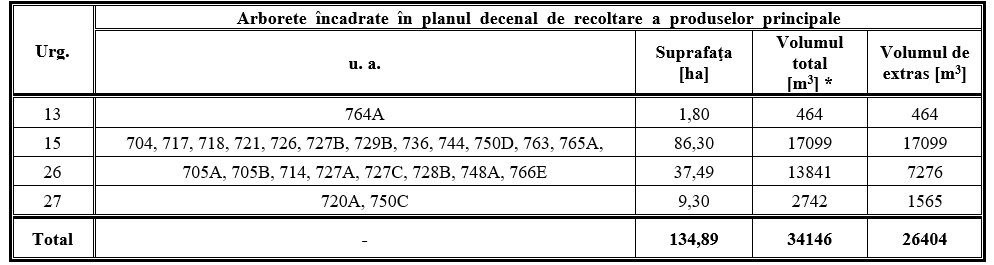 Arborete încadrate în planul decenal de recoltare a produselor principale
Urg. u. a. Suprafaţa [ha] Volumul total [m³] * Volumul de extras [m³]
13 764A 1,80 464 464
15 704, 717, 718, 721, 726, 727B, 729B, 736, 744, 750D, 763, 765A, 86,30 17099 17099
26 705A, 705B, 714, 727A, 727C, 728B, 748A, 766E 37,49 13841 7276
27 720A, 750C 9,30 2742 1565
Total - 134,89 34146 26404